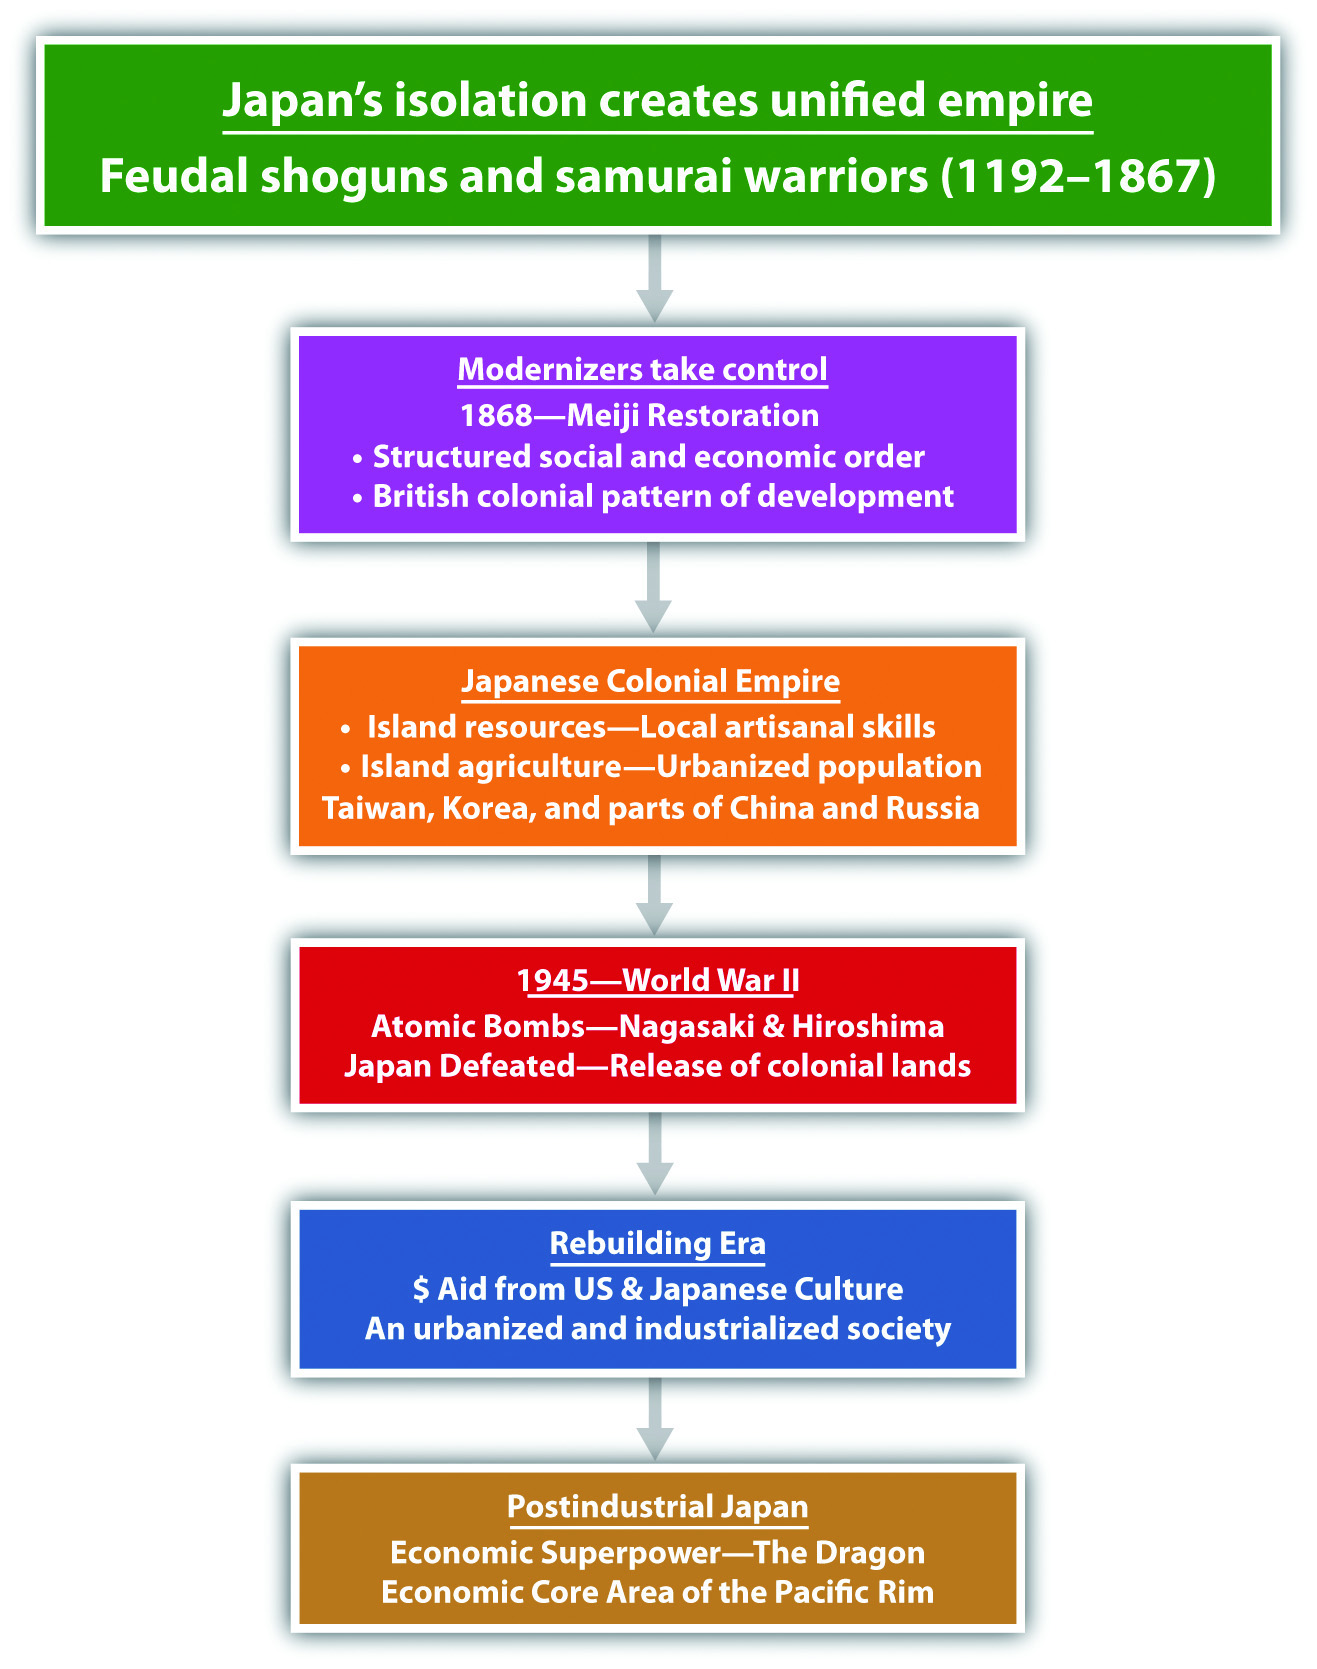 Japan’s isolation creates unified empire
Feudal shoguns and samurai warriors (1192–1867)
Modernizers take control
1868—Meiji Restoration
• Structured social and economic order
• British colonial pattern of development
Japanese Colonial Empire
• Island resources—Local artisanal skills
• Island agriculture—Urbanized population
Taiwan, Korea, and parts of China and Russia
1945—World War II
Atomic Bombs—Nagasaki & Hiroshima
Japan Defeated—Release of colonial lands
Rebuilding Era
$ Aid from US & Japanese Culture
An urbanized and industrialized society
Postindustrial Japan
Economic Superpower—The Dragon
Economic Core Area of the Pacific Rim